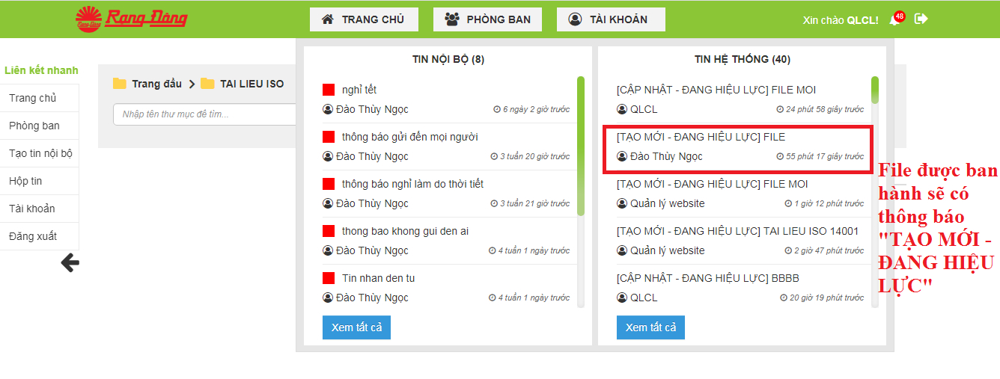 Rạng Đông
Rạng Đông
TRANG CHỦ
PHÒNG BAN
TÀI KHOẢN
Xin chào QLCL!
48
Liên kết nhanh
Trang chủ
Phòng ban
Tạo tin nội bộ
Hộp tin
Tài khoản
Đăng xuất
Trang đầu
TAI LIEU ISO
Nhập tên thư mục để tìm...
TIN NỘI BỘ (8)
nghỉ tết
Đào Thùy Ngọc 6 ngày 2 giờ trước
thông báo gửi đến mọi người
Đào Thùy Ngọc 3 tuần 20 giờ trước
thông báo nghỉ làm do thời tiết
Đào Thùy Ngọc 3 tuần 21 giờ trước
thong bao khong gui den ai
Đào Thùy Ngọc 4 tuần 1 ngày trước
Tin nhan den tu
Đào Thùy Ngọc 4 tuần 1 ngày trước
Xem tất cả
TIN HỆ THỐNG (40)
[CẬP NHẬT - ĐANG HIỆU LỰC] FILE MOI
QLCL 24 phút 58 giây trước
[TẠO MỚI - ĐANG HIỆU LỰC] FILE
Đào Thùy Ngọc 55 phút 17 giây trước
[TẠO MỚI - ĐANG HIỆU LỰC] FILE MOI
Quản lý website 1 giờ 12 phút trước
[TẠO MỚI - ĐANG HIỆU LỰC] TAI LIEU ISO 14001
Quản lý website 2 giờ 47 phút trước
[CẬP NHẬT - ĐANG HIỆU LỰC] BBBB
QLCL 20 giờ 19 phút trước
Xem tất cả
File được ban
hành sẽ có
thông báo
"TẠO MỚI -
ĐANG HIỆU
LỰC"